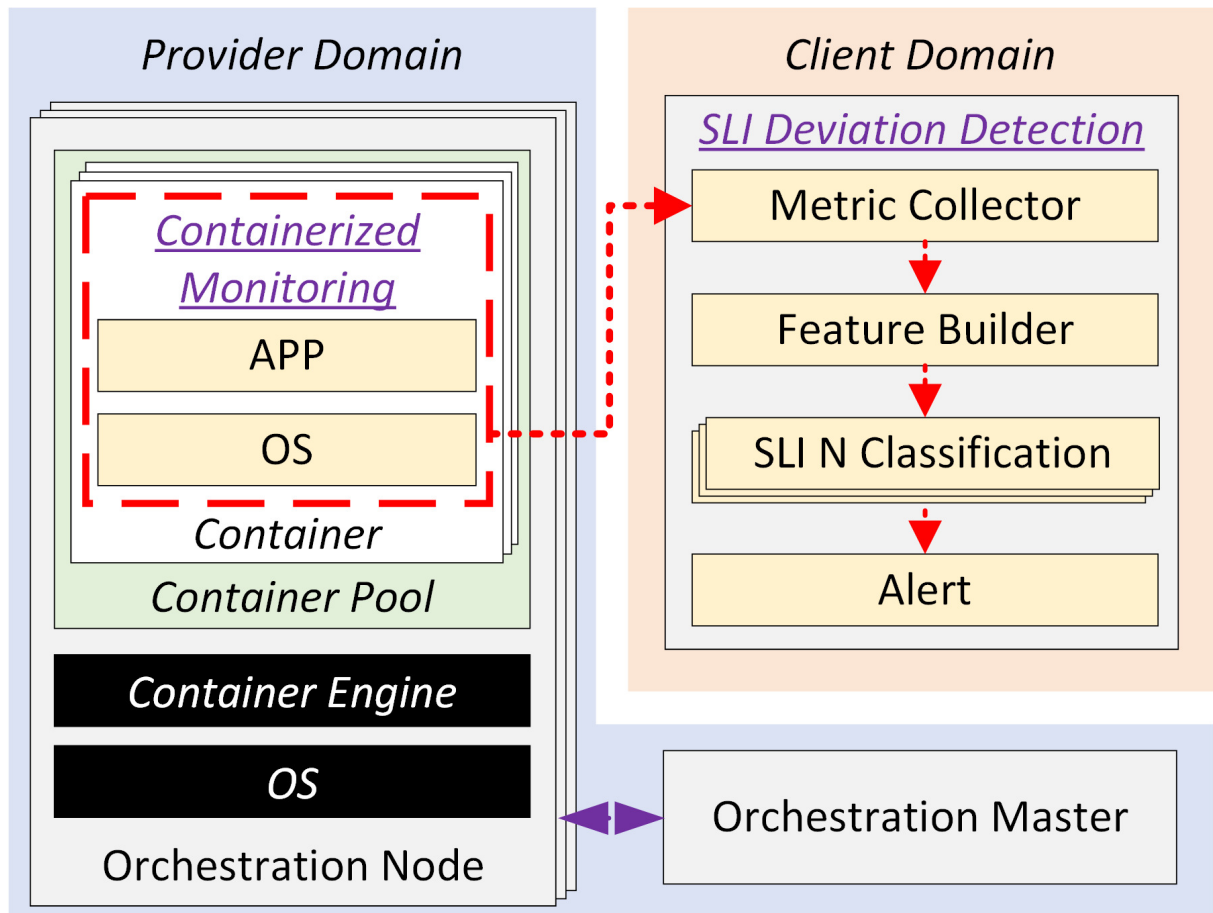 Provider Domain
Containerized
Monitoring
APP
OS
Container
Container Pool
Container Engine
OS
Orchestration Node
Client Domain
SLI Deviation Detection
Metric Collector
Feature Builder
SLI N Classification
Alert
Orchestration Master